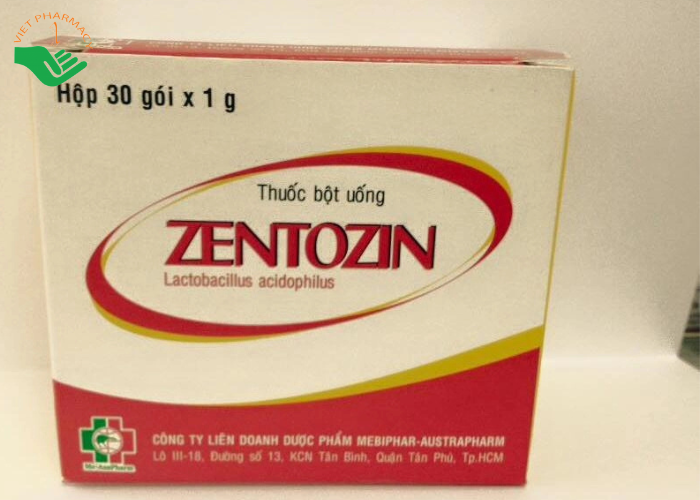 VIET PHARMACY
Hộp 30 gói x 1 g
Thuốc bột uống
ZENTOZIN
Lactobacillus acidophilus
CÔNG TY LIÊN DOANH DƯỢC PHẨM MEBIPHAR-AUSTRAPHARM
Lô III-18, Đường số 13, KCN Tân Bình, Quận Tân Phú, Tp.HCM